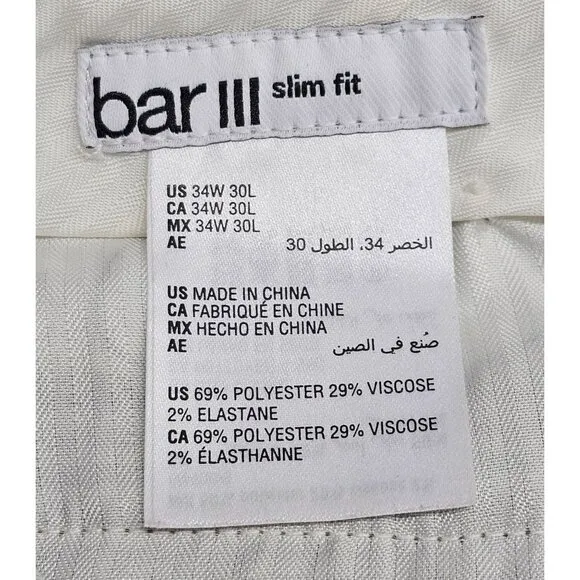 bar III slim fit
US 34W 30L
CA 34W 30L
MX 34W 30L
AE الخصر 34، الطول 30
US MADE IN CHINA
CA FABRIQUÉ EN CHINE
MX HECHO EN CHINA
AE صُنع في الصين
US 69% POLYESTER 29% VISCOSE
2% ELASTANE
CA 69% POLYESTER 29% VISCOSE
2% ÉLASTHANNE